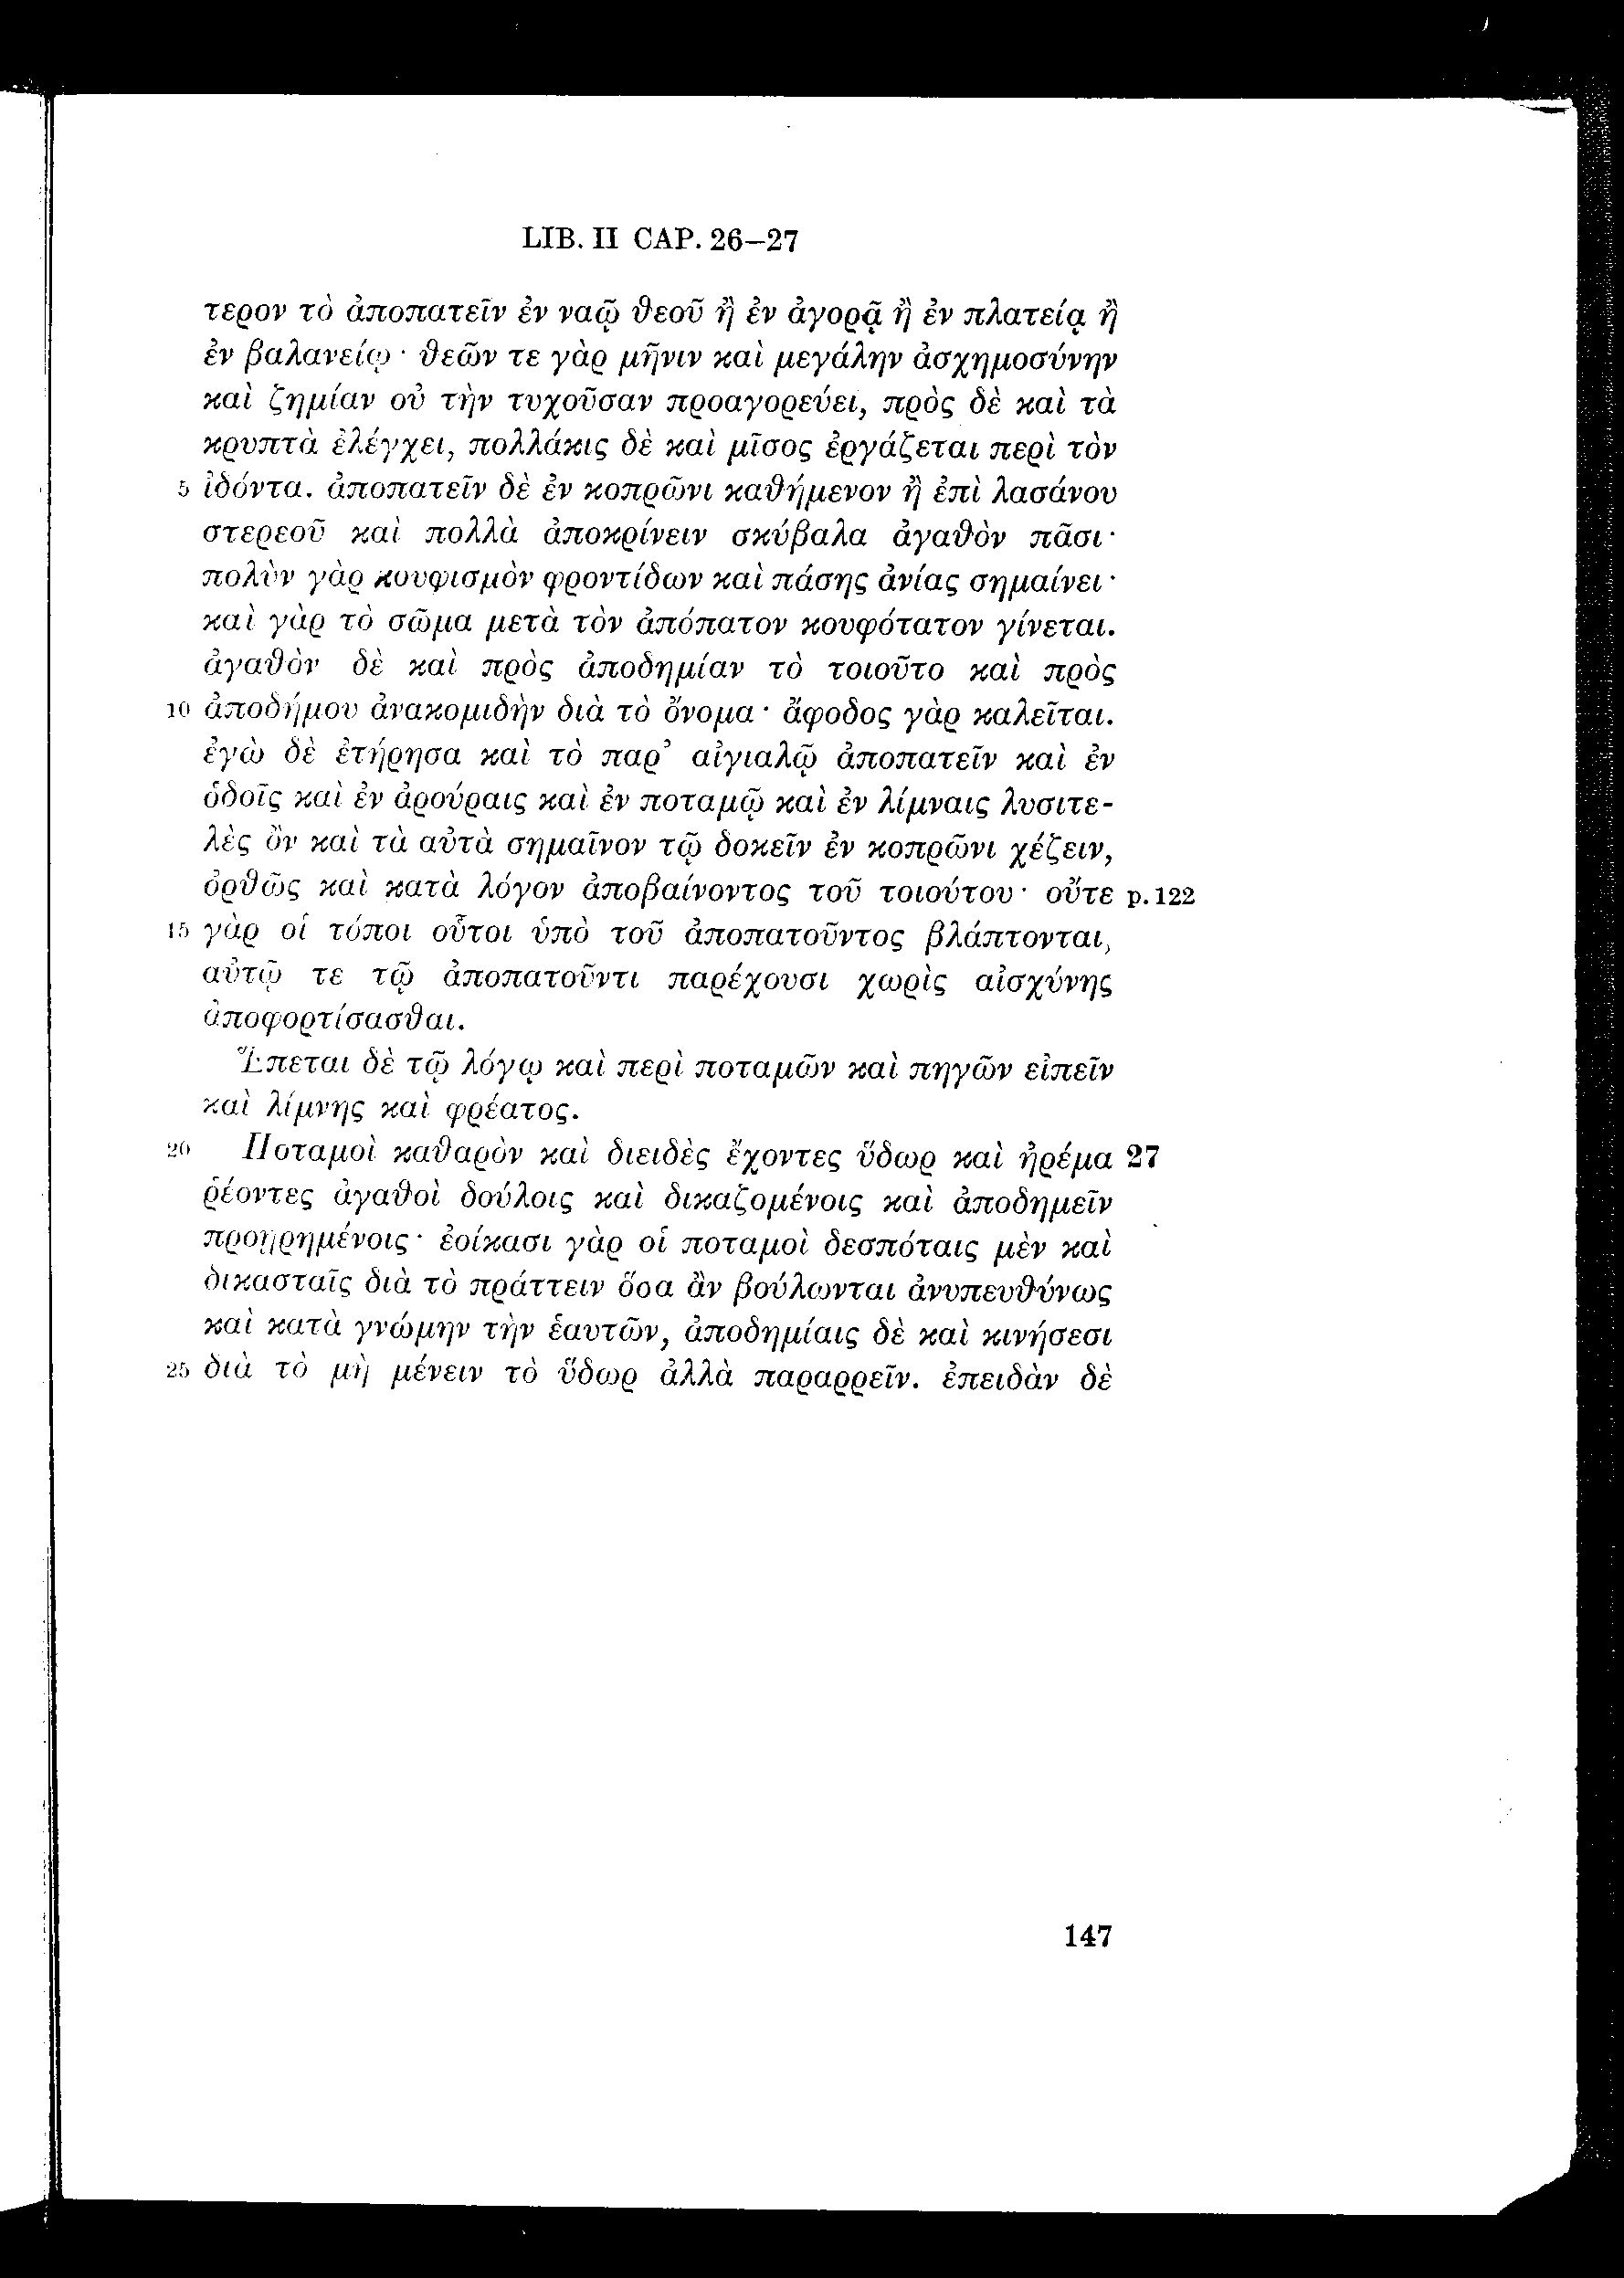 LIB. II CAP. 26–27
τερον τὸ ἀποπατεῖν ἐν ναῷ θεοῦ ἢ ἐν ἀγορᾷ ἢ ἐν πλατείᾳ ἢ
ἐν βαλανείῳ · θεῶν τε γὰρ μῆνιν καὶ μεγάλην ἀσχημοσύνην
καὶ ζημίαν οὐ τὴν τυχοῦσαν προαγορεύει, πρὸς δὲ καὶ τὰ
κρυπτὰ ἐλέγχει, πολλάκις δὲ καὶ μῖσος ἐργάζεται περὶ τὸν
5 ἰδόντα. ἀποπατεῖν δὲ ἐν κοπρῶνι καθήμενον ἢ ἐπὶ λασάνου
στερεοῦ καὶ πολλὰ ἀποκρίνειν σκύβαλα ἀγαθὸν πᾶσι ·
πολὺν γὰρ κουφισμὸν φροντίδων καὶ πάσης ἀνίας σημαίνει ·
καὶ γὰρ τὸ σῶμα μετὰ τὸν ἀπόπατον κουφότατον γίνεται.
ἀγαθὸν δὲ καὶ πρὸς ἀποδημίαν τὸ τοιοῦτο καὶ πρὸς
10 ἀποδήμου ἀνακομιδὴν διὰ τὸ ὄνομα · ἄφοδος γὰρ καλεῖται.
ἐγὼ δὲ ἐτήρησα καὶ τὸ παρ’ αἰγιαλῷ ἀποπατεῖν καὶ ἐν
ὁδοῖς καὶ ἐν ἀρούραις καὶ ἐν ποταμῷ καὶ ἐν λίμναις λυσιτε-
λὲς ὂν καὶ τὰ αὐτὰ σημαῖνον τῷ δοκεῖν ἐν κοπρῶνι χέζειν,
ὀρθῶς καὶ κατὰ λόγον ἀποβαίνοντος τοῦ τοιούτου · οὔτε p. 122
15 γὰρ οἱ τόποι οὗτοι ὑπὸ τοῦ ἀποπατοῦντος βλάπτονται,
αὐτῷ τε τῷ ἀποπατοῦντι παρέχουσι χωρὶς αἰσχύνης
ἀποφορτίσασθαι.
Ἕπεται δὲ τῷ λόγῳ καὶ περὶ ποταμῶν καὶ πηγῶν εἰπεῖν
καὶ λίμνης καὶ φρέατος.
20 Ποταμοὶ καθαρὸν καὶ διειδὲς ἔχοντες ὕδωρ καὶ ἠρέμα 27
ῥέοντες ἀγαθοὶ δούλοις καὶ δικαζομένοις καὶ ἀποδημεῖν
προῃρημένοις · ἐοίκασι γὰρ οἱ ποταμοὶ δεσπόταις μὲν καὶ
δικασταῖς διὰ τὸ πράττειν ὅσα ἂν βούλωνται ἀνυπευθύνως
καὶ κατὰ γνώμην τὴν ἑαυτῶν, ἀποδημίαις δὲ καὶ κινήσεσι
25 διὰ τὸ μὴ μένειν τὸ ὕδωρ ἀλλὰ παραρρεῖν. ἐπειδὰν δὲ
147